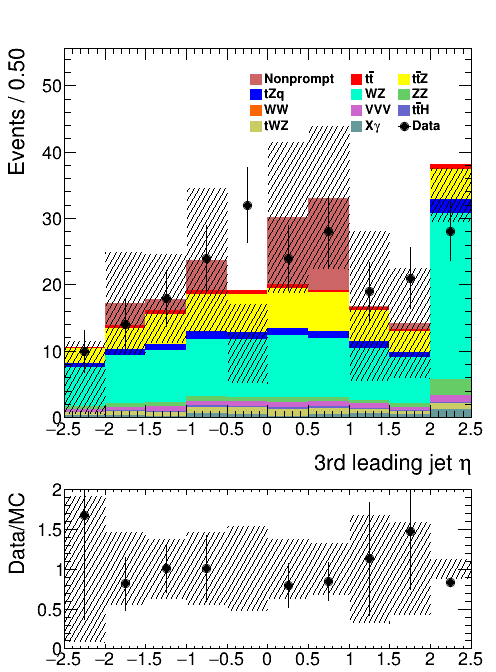 Events / 0.50
50
40
30
20
10
0
Nonprompt tt̄ tt̄Z
tZq WZ ZZ
WW VVV tt̄H
tWZ Xγ Data
−2.5 −2 −1.5 −1 −0.5 0 0.5 1 1.5 2 2.5
3rd leading jet η
Data/MC
2
1.5
1
0.5
0
−2.5 −2 −1.5 −1 −0.5 0 0.5 1 1.5 2 2.5